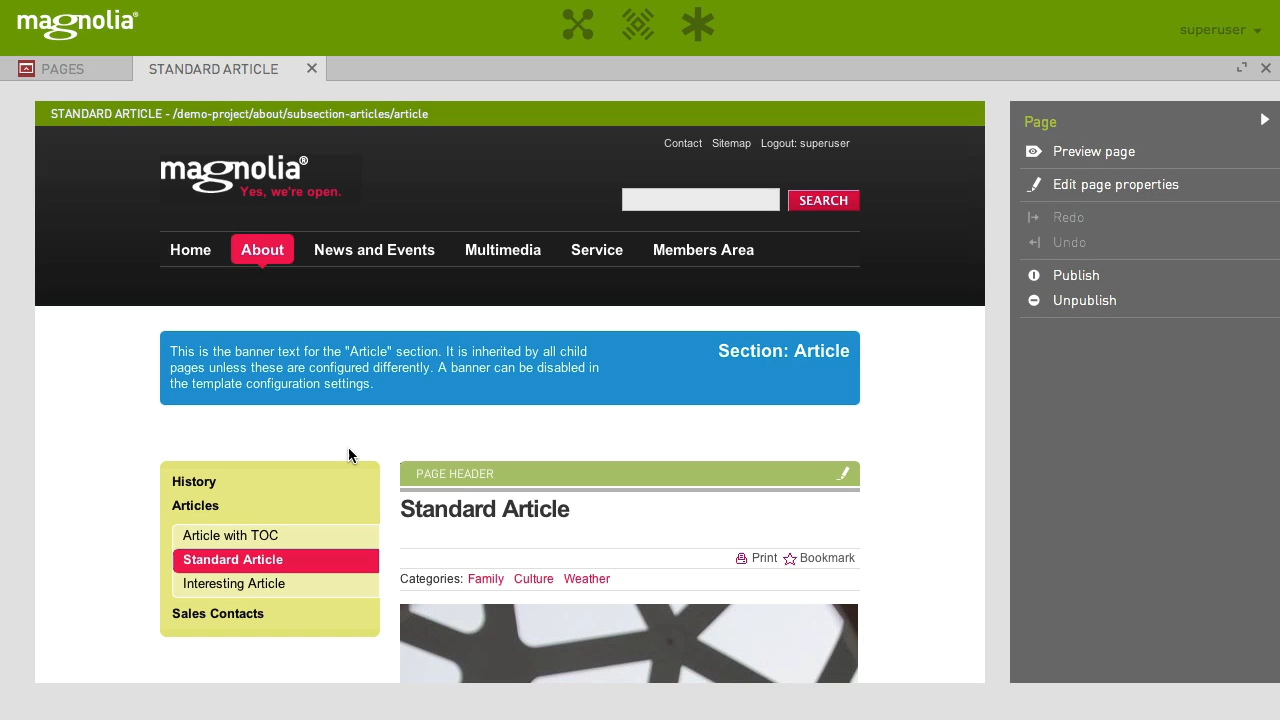 magnolia®
superuser
PAGES
STANDARD ARTICLE
STANDARD ARTICLE - /demo-project/about/subsection-articles/article
Contact Sitemap Logout: superuser
magnolia®
Yes, we're open.
SEARCH
Home About News and Events Multimedia Service Members Area
This is the banner text for the "Article" section. It is inherited by all child
pages unless these are configured differently. A banner can be disabled in
the template configuration settings.
Section: Article
History
Articles
Article with TOC
Standard Article
Interesting Article
Sales Contacts
PAGE HEADER
Standard Article
Print Bookmark
Categories: Family Culture Weather
Page
Preview page
Edit page properties
Redo
Undo
Publish
Unpublish